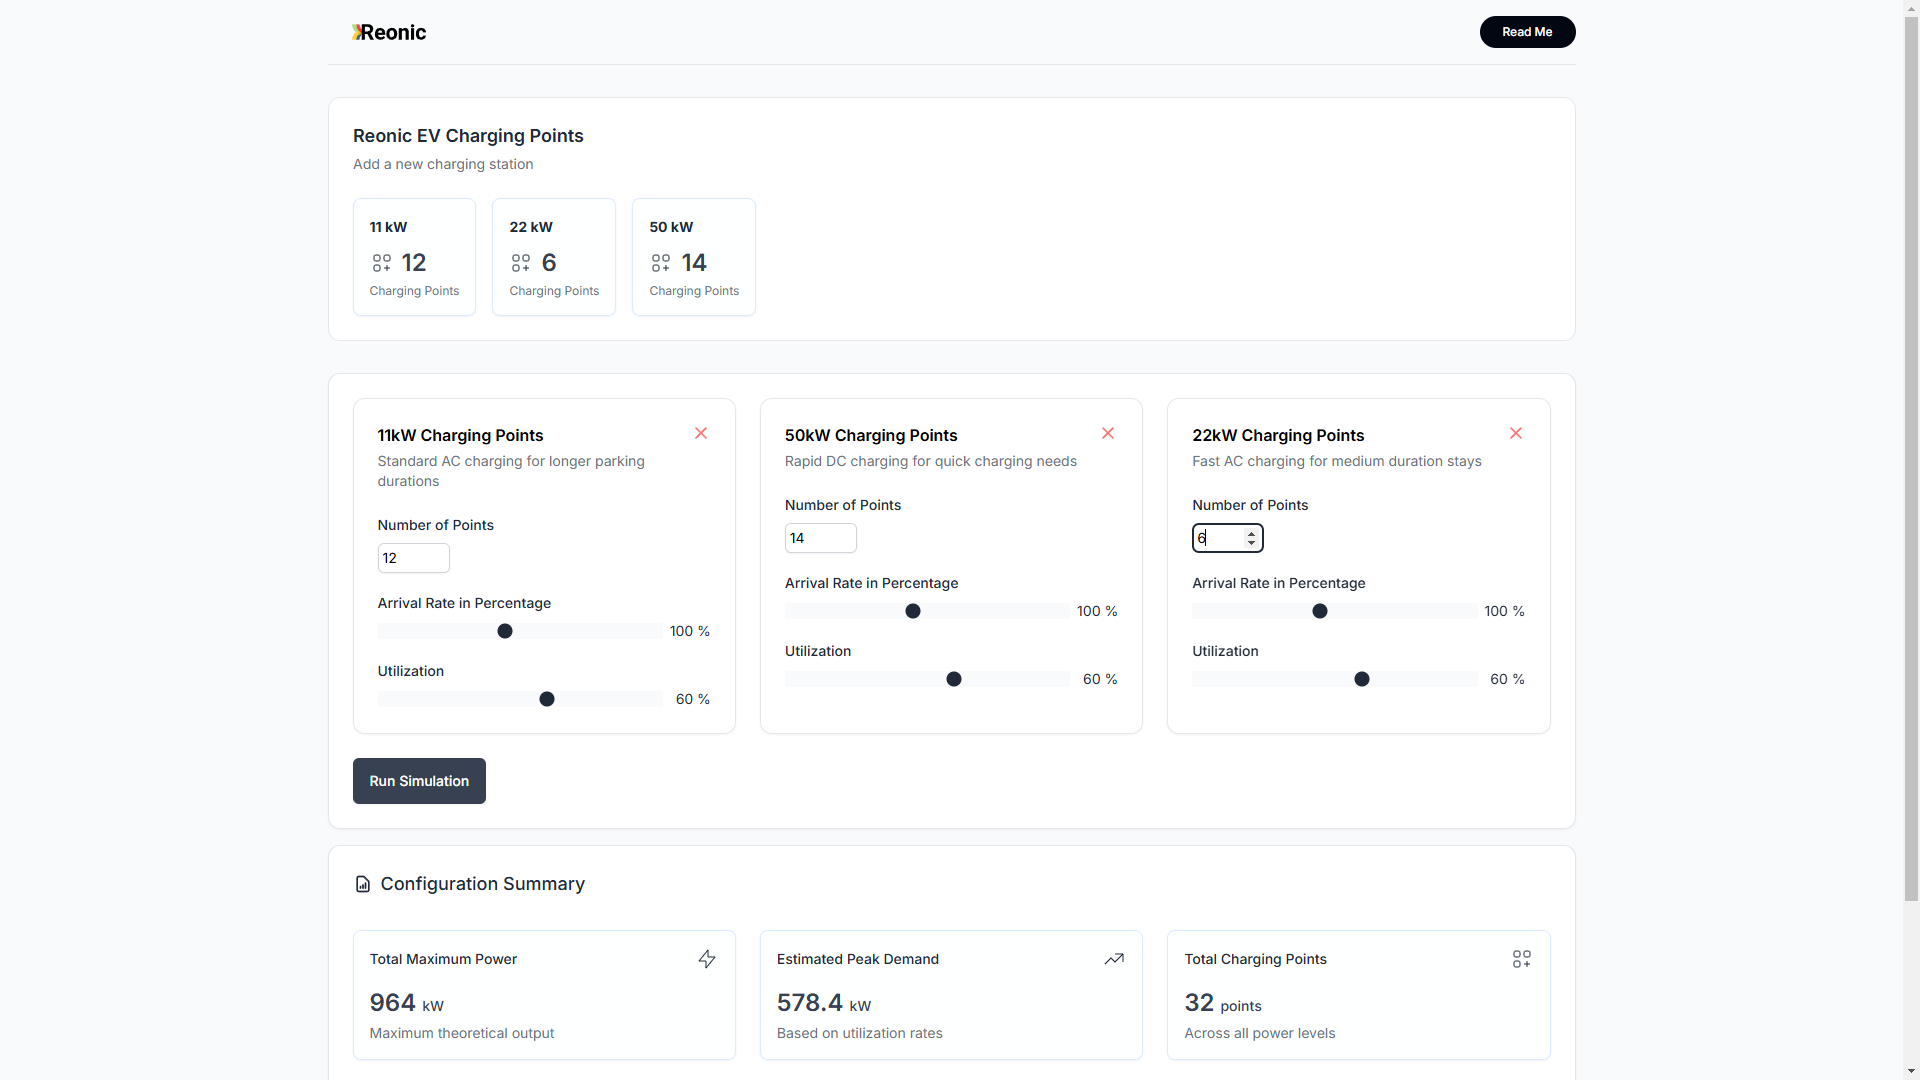 Reonic
Read Me
Reonic EV Charging Points
Add a new charging station
11 kW
12
Charging Points
22 kW
6
Charging Points
50 kW
14
Charging Points
11kW Charging Points
Standard AC charging for longer parking
durations
Number of Points
12
Arrival Rate in Percentage
100 %
Utilization
60 %
50kW Charging Points
Rapid DC charging for quick charging needs
Number of Points
14
Arrival Rate in Percentage
100 %
Utilization
60 %
22kW Charging Points
Fast AC charging for medium duration stays
Number of Points
6
Arrival Rate in Percentage
100 %
Utilization
60 %
Run Simulation
Configuration Summary
Total Maximum Power
964 kW
Maximum theoretical output
Estimated Peak Demand
578.4 kW
Based on utilization rates
Total Charging Points
32 points
Across all power levels